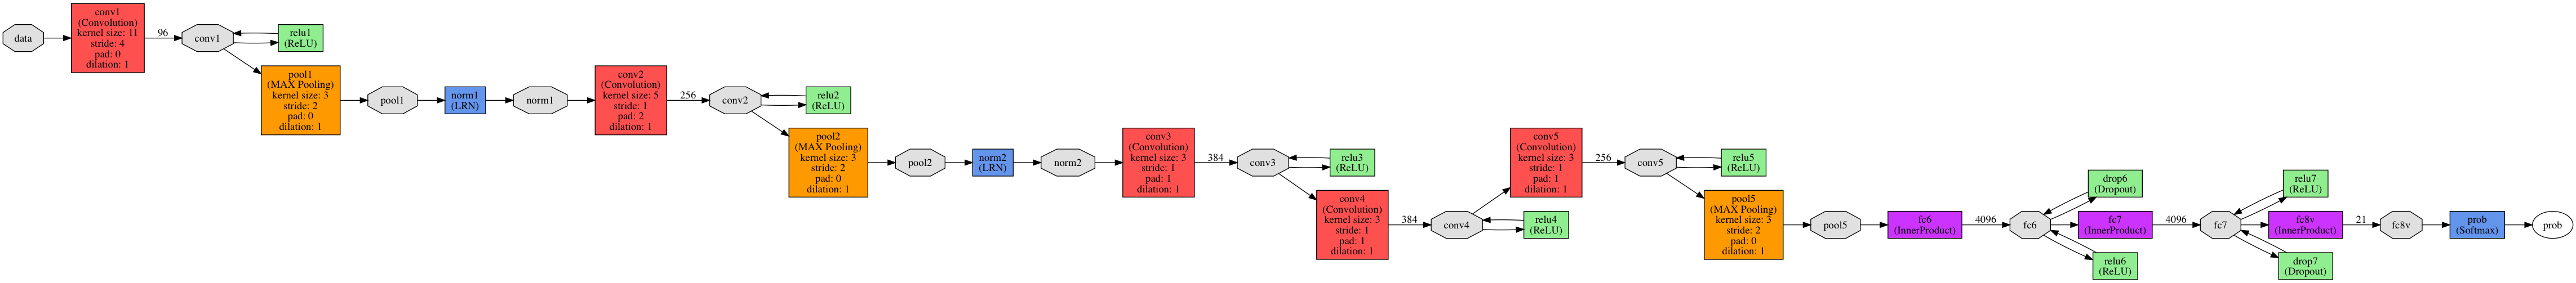 data
conv1
(Convolution)
kernel size: 11
stride: 4
pad: 0
dilation: 1
96
conv1
relu1
(ReLU)
pool1
(MAX Pooling)
kernel size: 3
stride: 2
pad: 0
dilation: 1
pool1
norm1
(LRN)
norm1
conv2
(Convolution)
kernel size: 5
stride: 1
pad: 2
dilation: 1
256
conv2
relu2
(ReLU)
pool2
(MAX Pooling)
kernel size: 3
stride: 2
pad: 0
dilation: 1
pool2
norm2
(LRN)
norm2
conv3
(Convolution)
kernel size: 3
stride: 1
pad: 1
dilation: 1
384
conv3
relu3
(ReLU)
conv4
(Convolution)
kernel size: 3
stride: 1
pad: 1
dilation: 1
384
conv4
relu4
(ReLU)
conv5
(Convolution)
kernel size: 3
stride: 1
pad: 1
dilation: 1
256
conv5
relu5
(ReLU)
pool5
(MAX Pooling)
kernel size: 3
stride: 2
pad: 0
dilation: 1
pool5
fc6
(InnerProduct)
4096
fc6
drop6
(Dropout)
relu6
(ReLU)
fc7
(InnerProduct)
4096
fc7
relu7
(ReLU)
drop7
(Dropout)
fc8v
(InnerProduct)
21
fc8v
prob
(Softmax)
prob